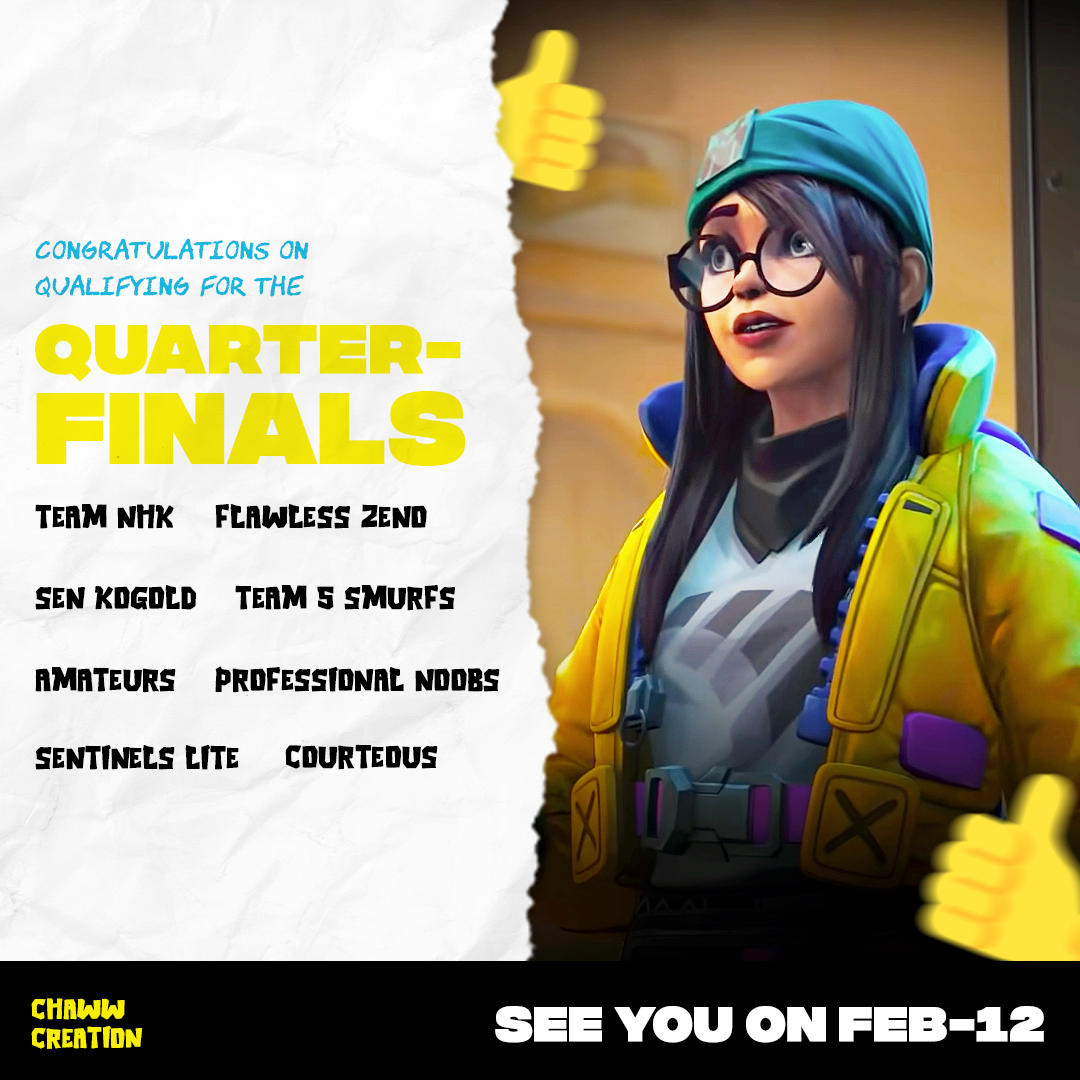 CONGRATULATIONS ON
QUALIFYING FOR THE
QUARTER-
FINALS
TEAM NHK FLAWLESS ZENO
SEN KOGOLD TEAM 5 SMURFS
AMATEURS PROFESSIONAL NOOBS
SENTINELS LITE COURTEOUS
CHAWW
CREATION
SEE YOU ON FEB-12